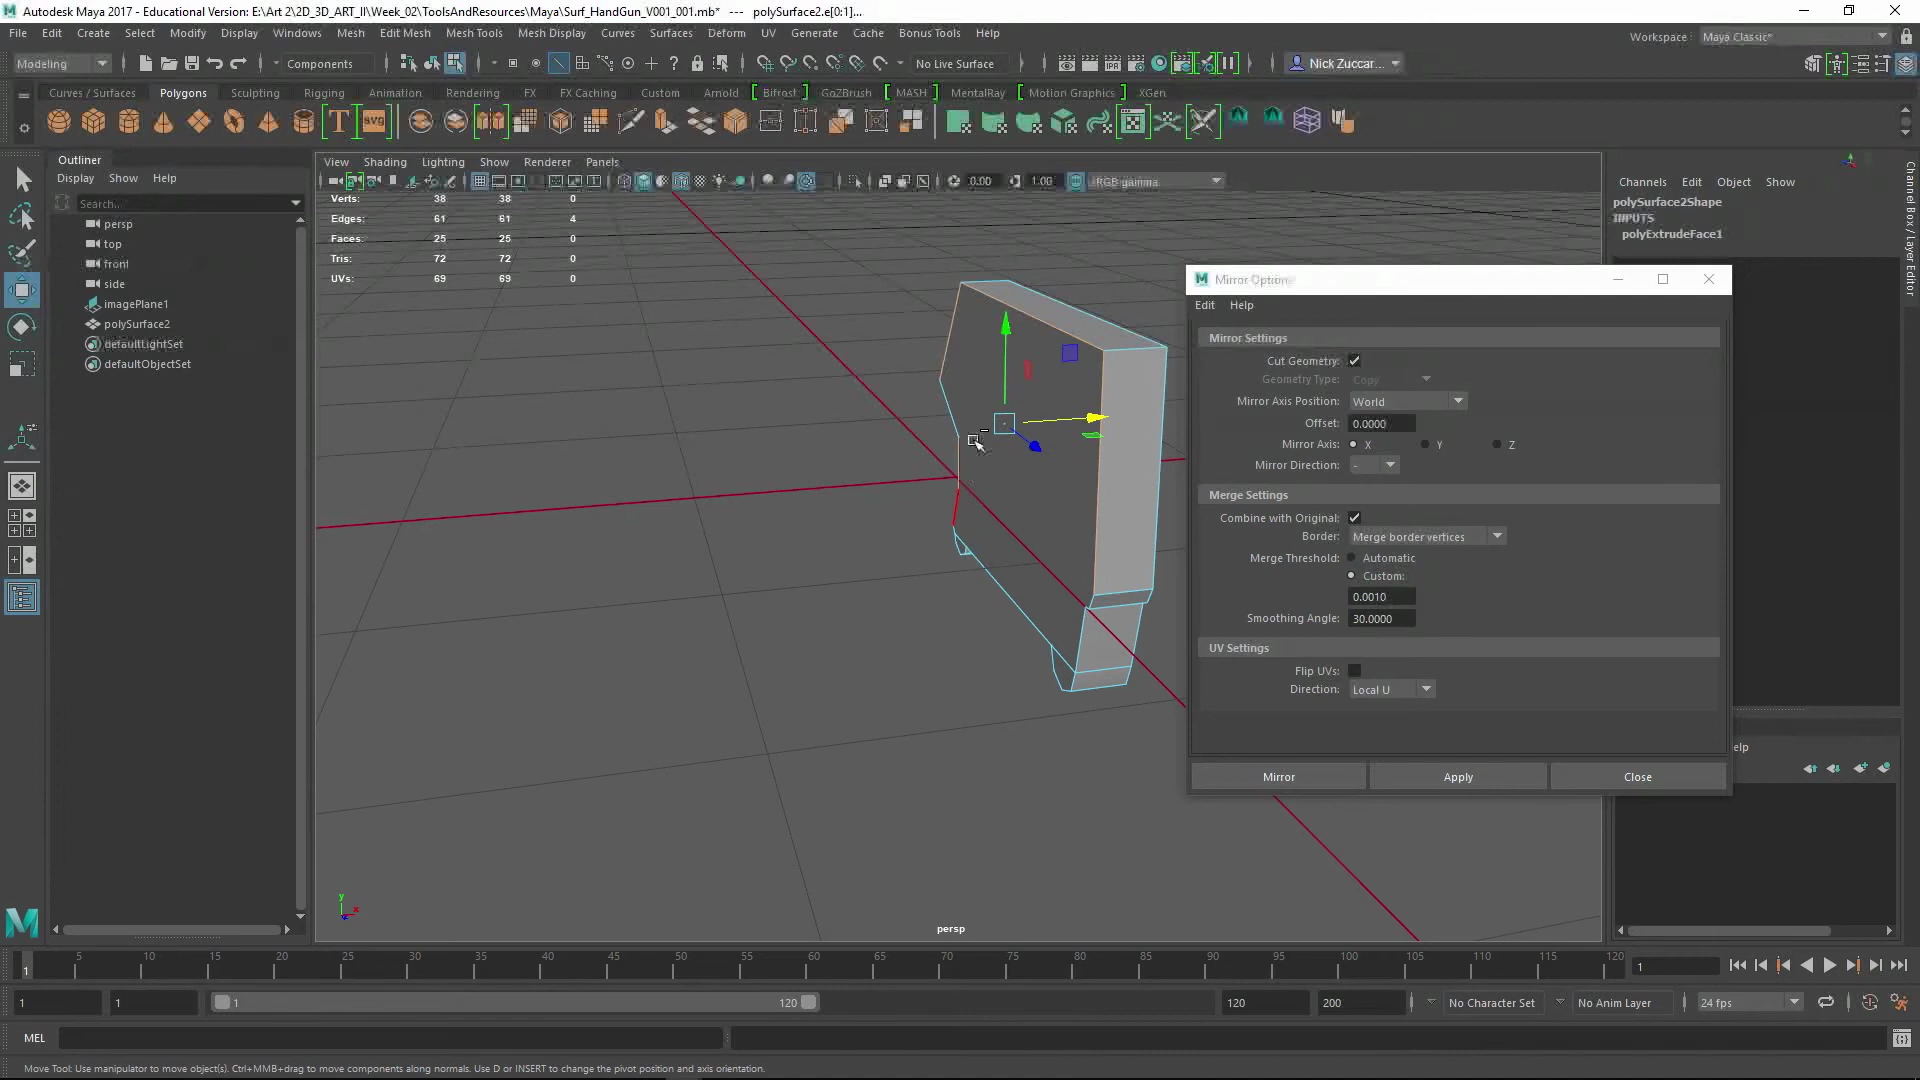 Autodesk Maya 2017 - Educational Version: E:\Art 2\2D_3D_ART_II\Week_02\ToolsAndResources\Maya\Surf_HandGun_V001_001.mb* --- polySurface2.e[0:1]...
File Edit Create Select Modify Display Windows Mesh Edit Mesh Mesh Tools Mesh Display Curves Surfaces Deform UV Generate Cache Bonus Tools Help
Workspace : Maya Classic*
Modeling Components No Live Surface Nick Zuccar...
Curves / Surfaces Polygons Sculpting Rigging Animation Rendering FX FX Caching Custom Arnold Bifrost GoZBrush MASH MentalRay Motion Graphics XGen
T SVG
Outliner
Display Show Help
Search...
persp
top
front
side
imagePlane1
polySurface2
defaultLightSet
defaultObjectSet
View Shading Lighting Show Renderer Panels
0.00 1.00 sRGB gamma
Verts: 38 38 0
Edges: 61 61 4
Faces: 25 25 0
Tris: 72 72 0
UVs: 69 69 0
y
x
persp
Channels Edit Object Show
polySurface2Shape
INPUTS
polyExtrudeFace1
Channel Box / Layer Editor
Mirror Options
Edit Help
Mirror Settings
Cut Geometry:
Geometry Type: Copy
Mirror Axis Position: World
Offset: 0.0000
Mirror Axis: X Y Z
Mirror Direction: -
Merge Settings
Combine with Original:
Border: Merge border vertices
Merge Threshold: Automatic
Custom:
0.0010
Smoothing Angle: 30.0000
UV Settings
Flip UVs:
Direction: Local U
Mirror Apply Close
elp
1 5 10 15 20 25 30 35 40 45 50 55 60 65 70 75 80 85 90 95 100 105 110 115 120 1
1 1 1 120 120 200 No Character Set No Anim Layer 24 fps
MEL
Move Tool: Use manipulator to move object(s). Ctrl+MMB+drag to move components along normals. Use D or INSERT to change the pivot position and axis orientation.